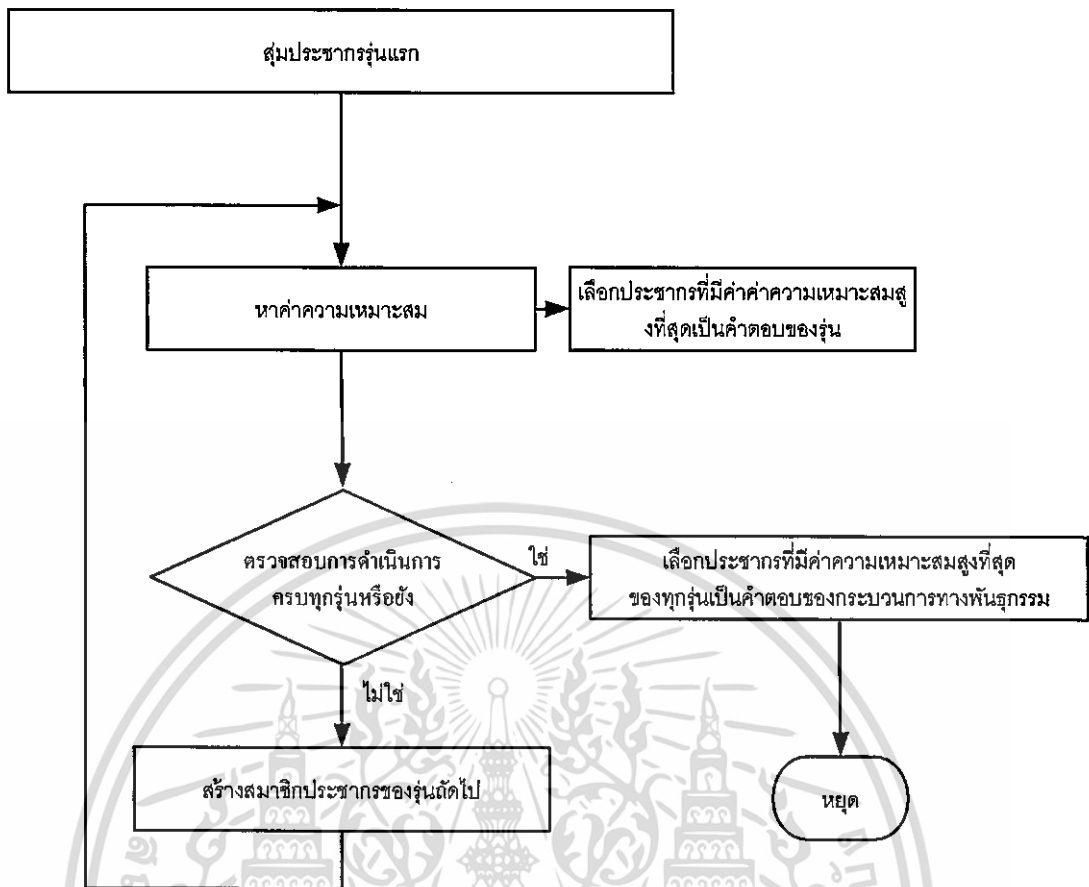 สุ่มประชากรรุ่นแรก
หาค่าความเหมาะสม
เลือกประชากรที่มีค่าค่าความเหมาะสมสู
งที่สุดเป็นคำตอบของรุ่น
ตรวจสอบการดำเนินการ
ครบทุกรุ่นหรือยัง
ใช่
เลือกประชากรที่มีค่าความเหมาะสมสูงที่สุด
ของทุกรุ่นเป็นคำตอบของกระบวนการทางพันธุกรรม
ไม่ใช่
สร้างสมาชิกประชากรของรุ่นถัดไป
หยุด